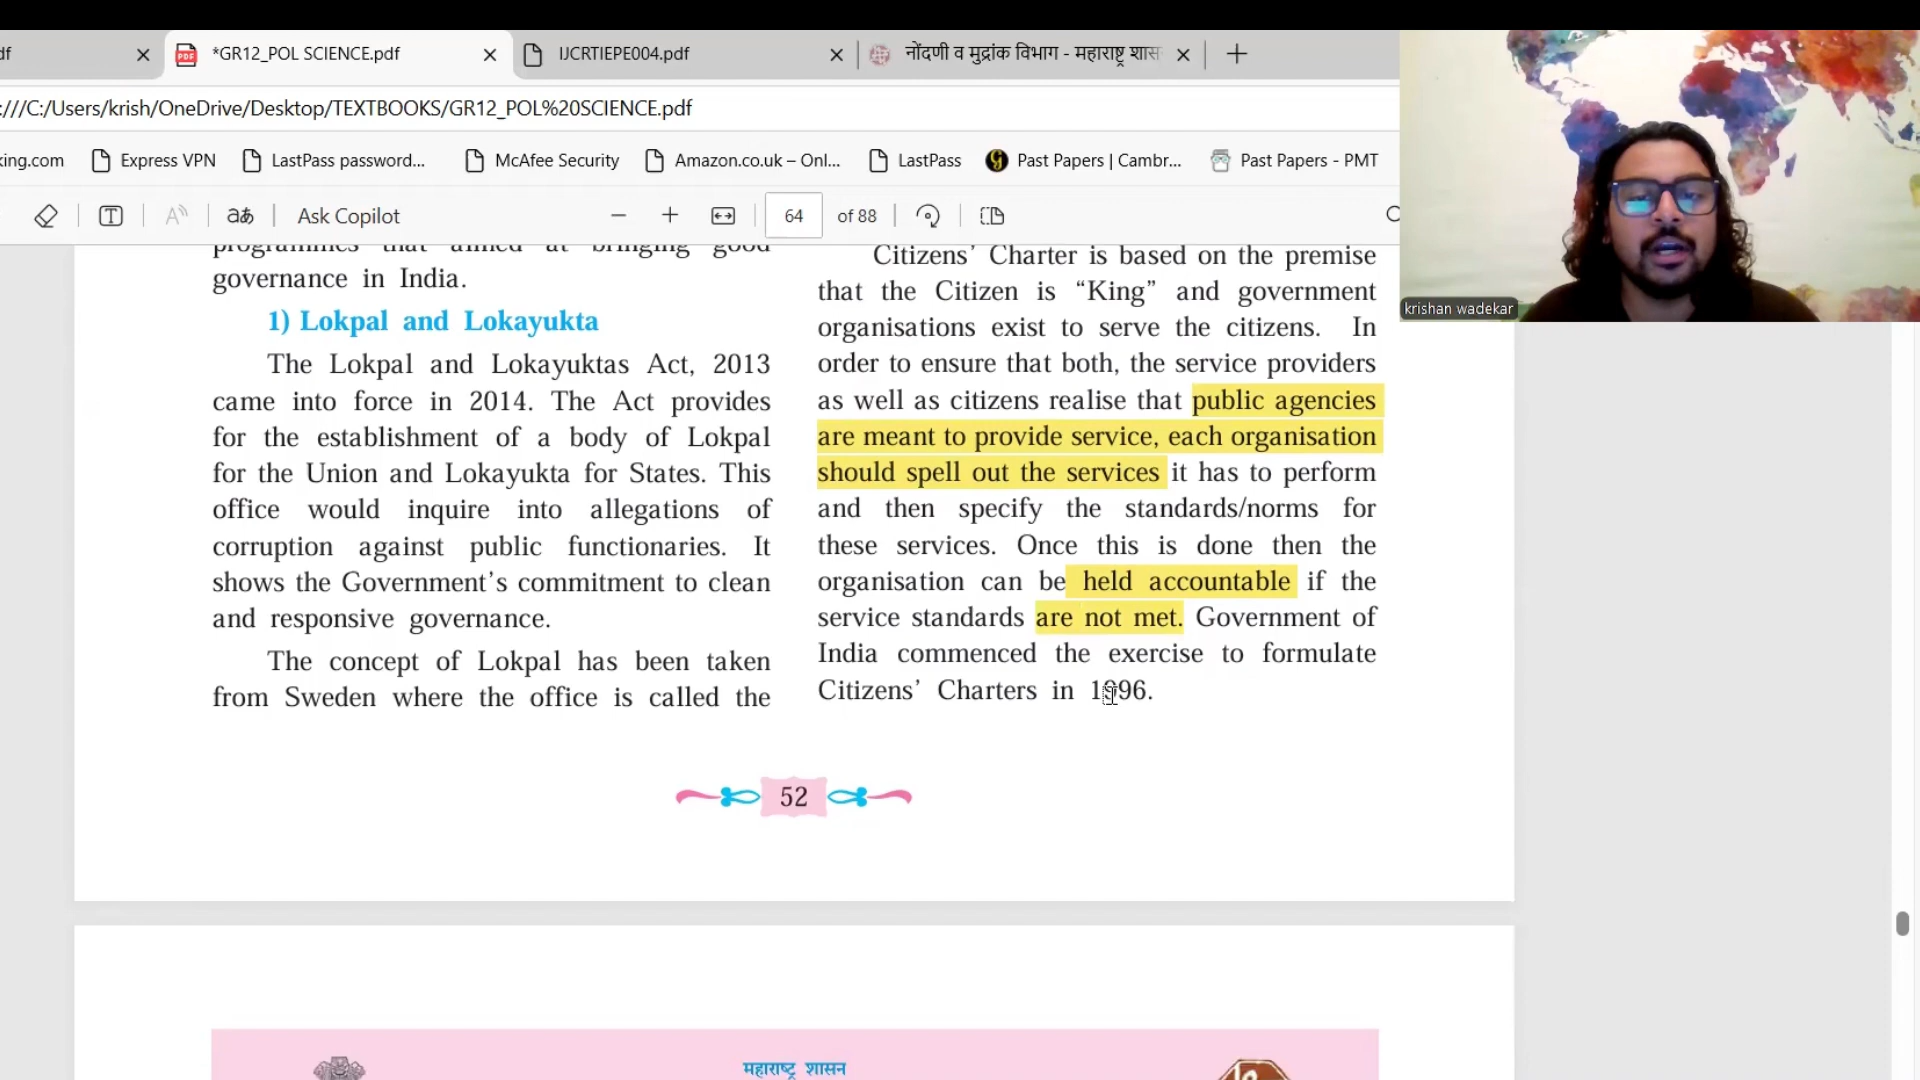 df
*GR12_POL SCIENCE.pdf
IJCRTIEPE004.pdf
नोंदणी व मुद्रांक विभाग - महाराष्ट्र शास
:///C:/Users/krish/OneDrive/Desktop/TEXTBOOKS/GR12_POL%20SCIENCE.pdf
king.com
Express VPN
LastPass password...
McAfee Security
Amazon.co.uk – Onl...
LastPass
Past Papers | Cambr...
Past Papers - PMT
Ask Copilot
64 of 88
krishan wadekar
programmes that aimed at bringing good
governance in India.
1) Lokpal and Lokayukta
The Lokpal and Lokayuktas Act, 2013
came into force in 2014. The Act provides
for the establishment of a body of Lokpal
for the Union and Lokayukta for States. This
office would inquire into allegations of
corruption against public functionaries. It
shows the Government's commitment to clean
and responsive governance.
The concept of Lokpal has been taken
from Sweden where the office is called the
Citizens' Charter is based on the premise
that the Citizen is "King" and government
organisations exist to serve the citizens. In
order to ensure that both, the service providers
as well as citizens realise that public agencies
are meant to provide service, each organisation
should spell out the services it has to perform
and then specify the standards/norms for
these services. Once this is done then the
organisation can be held accountable if the
service standards are not met. Government of
India commenced the exercise to formulate
Citizens' Charters in 1996.
52
महाराष्ट्र शासन